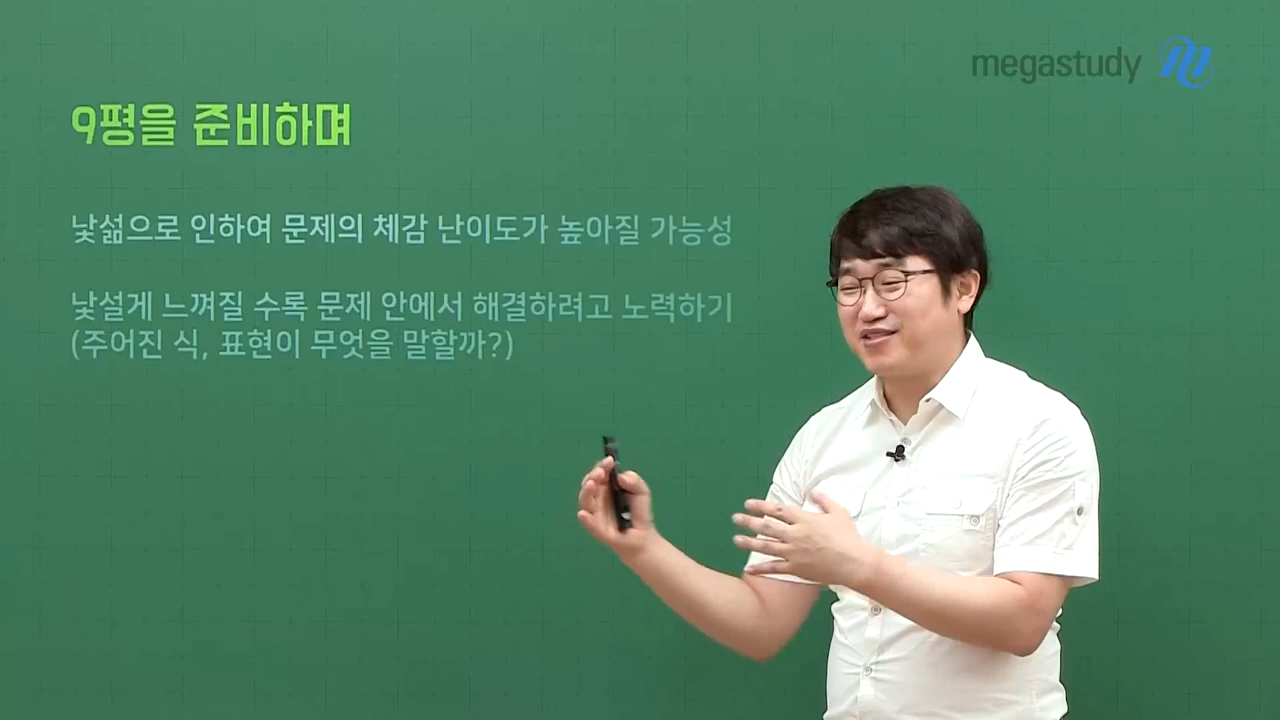 megastudy
9평을 준비하며
낯섦으로 인하여 문제의 체감 난이도가 높아질 가능성
낯설게 느껴질 수록 문제 안에서 해결하려고 노력하기
(주어진 식, 표현이 무엇을 말할까?)